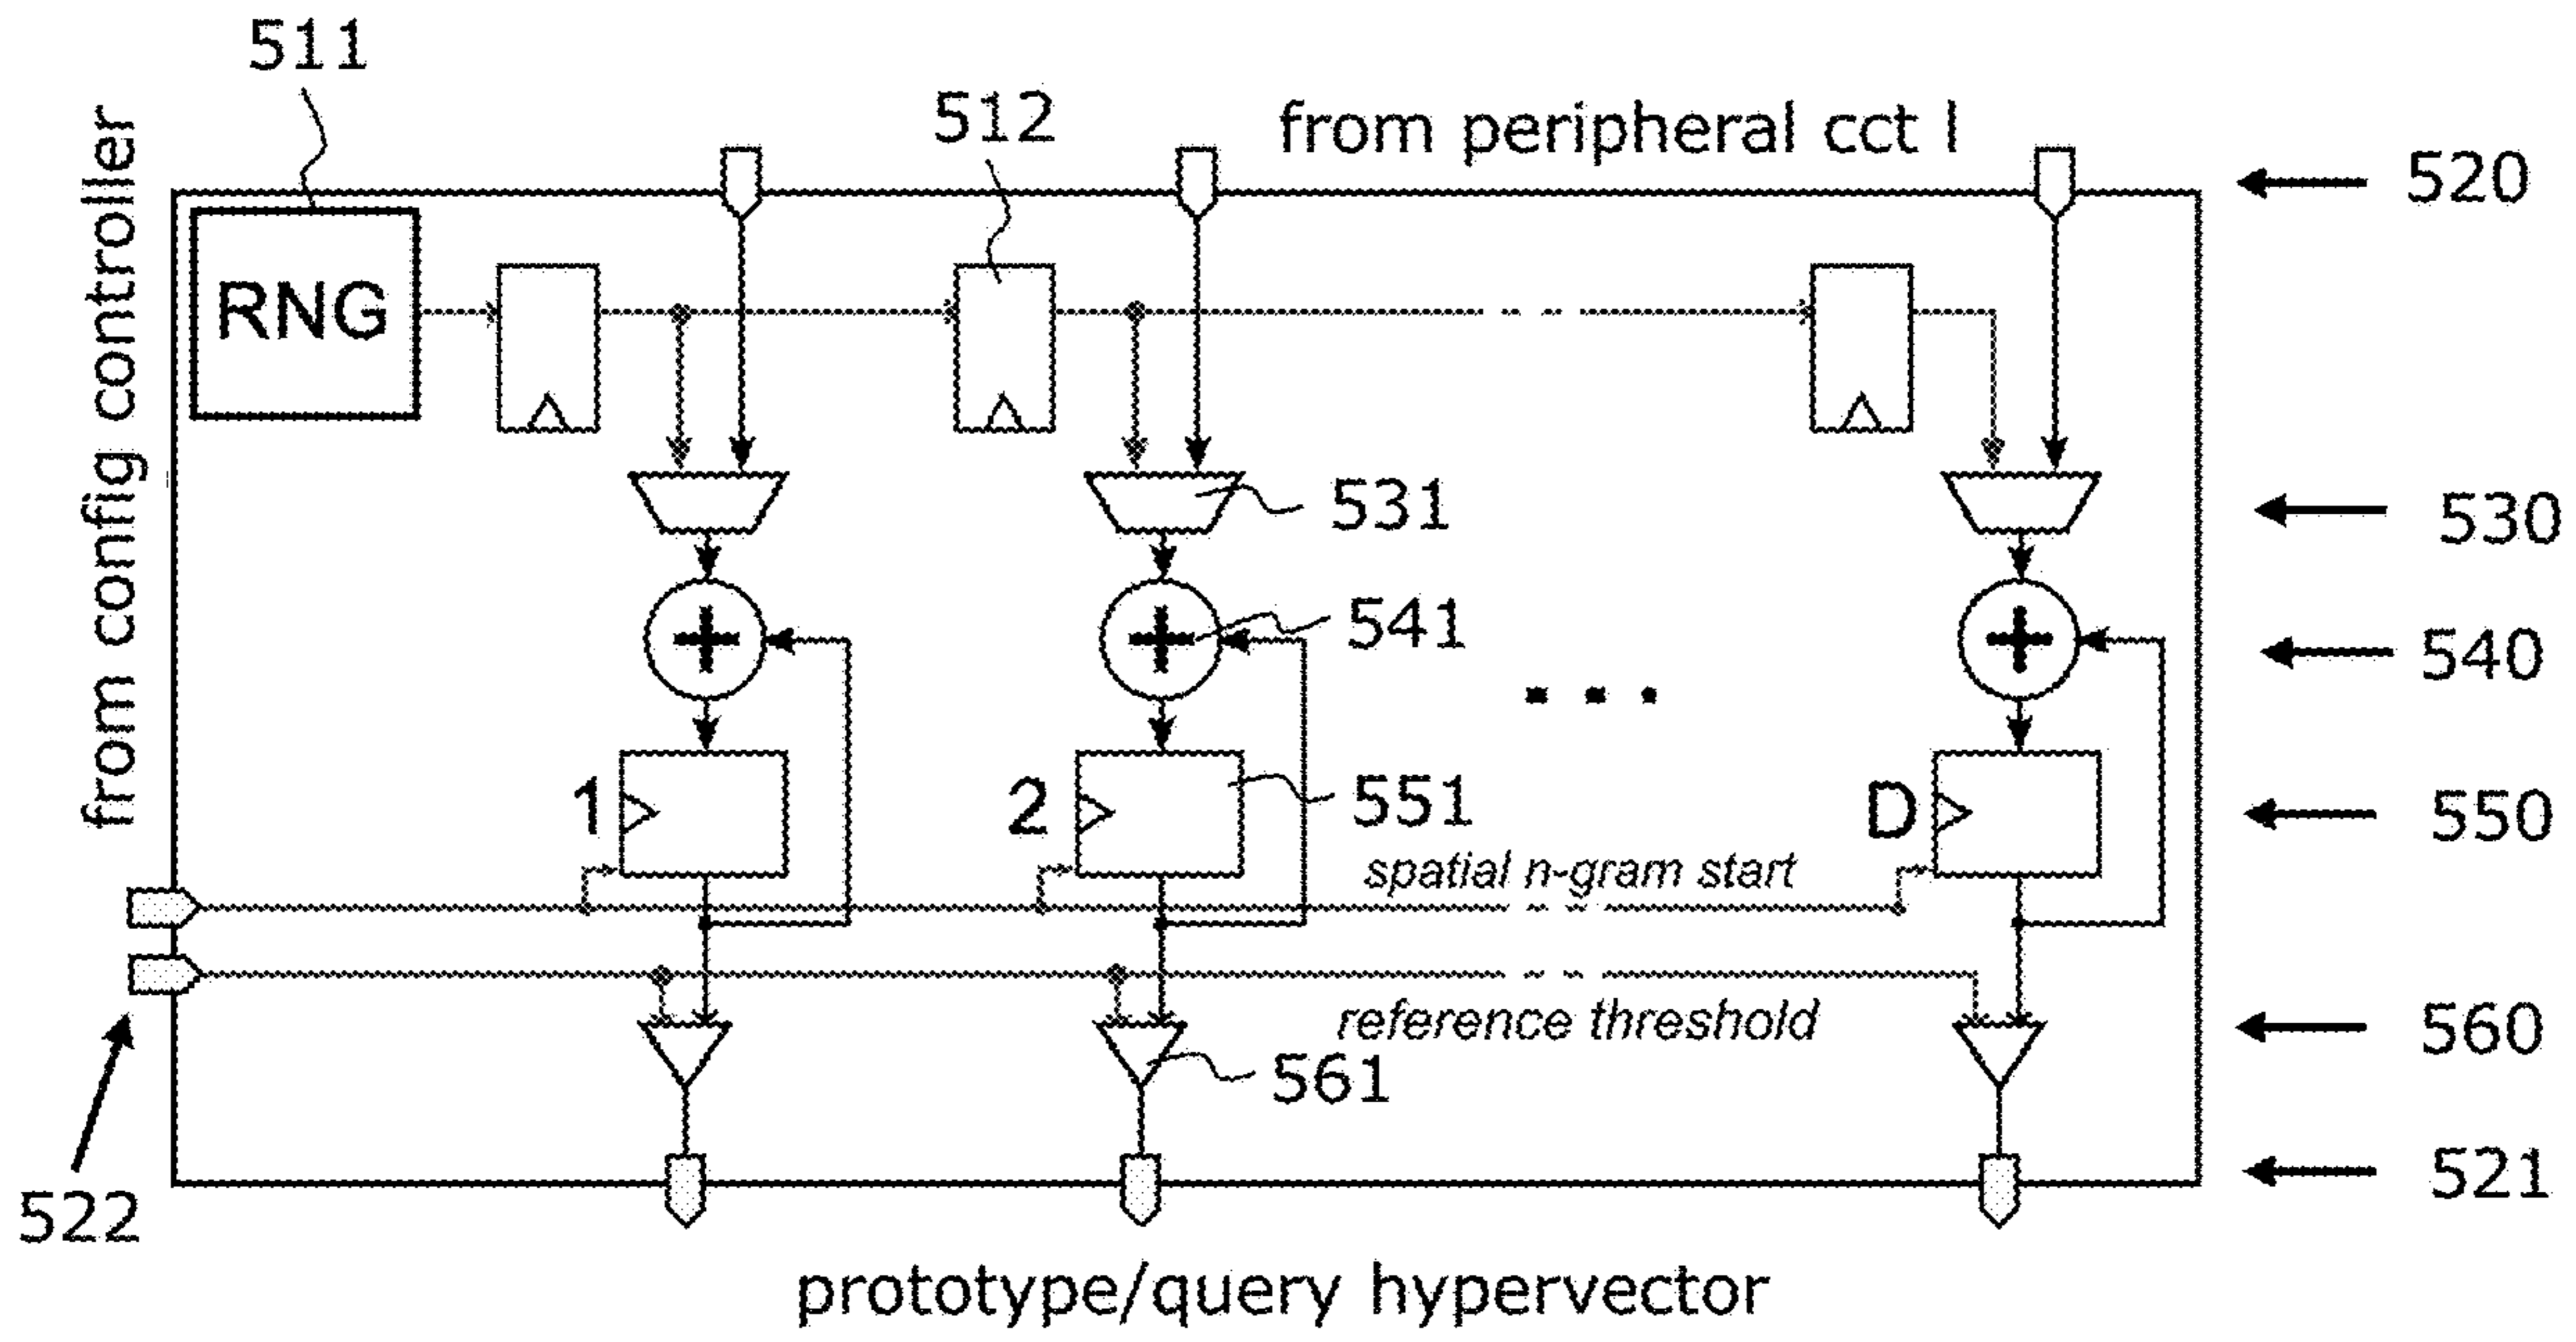 511
512
from peripheral cct I
520
from config controller
RNG
531
530
541
540
1
2
551
D
550
spatial n-gram start
reference threshold
560
561
521
522
prototype/query hypervector